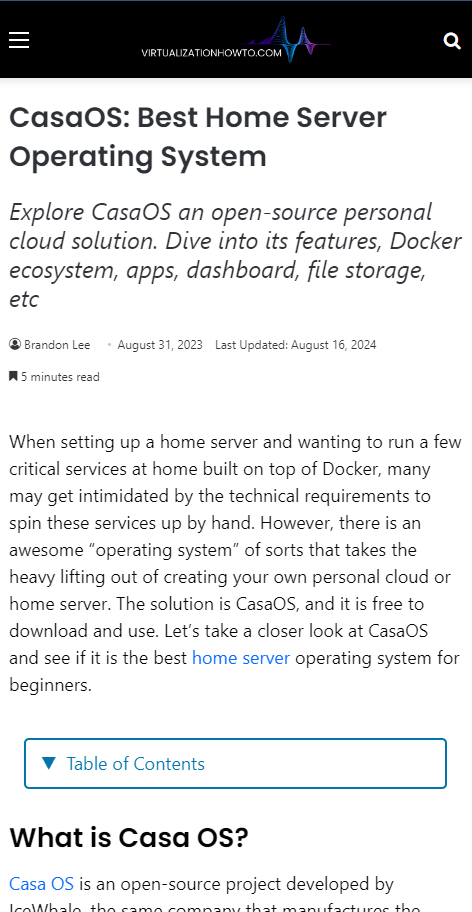 VIRTUALIZATIONHOWTO.COM
CasaOS: Best Home Server
Operating System
Explore CasaOS an open-source personal
cloud solution. Dive into its features, Docker
ecosystem, apps, dashboard, file storage,
etc
Brandon Lee • August 31, 2023 Last Updated: August 16, 2024
5 minutes read
When setting up a home server and wanting to run a few
critical services at home built on top of Docker, many
may get intimidated by the technical requirements to
spin these services up by hand. However, there is an
awesome “operating system” of sorts that takes the
heavy lifting out of creating your own personal cloud or
home server. The solution is CasaOS, and it is free to
download and use. Let’s take a closer look at CasaOS
and see if it is the best home server operating system for
beginners.
▼ Table of Contents
What is Casa OS?
Casa OS is an open-source project developed by
IceWhale, the same company that manufactures the